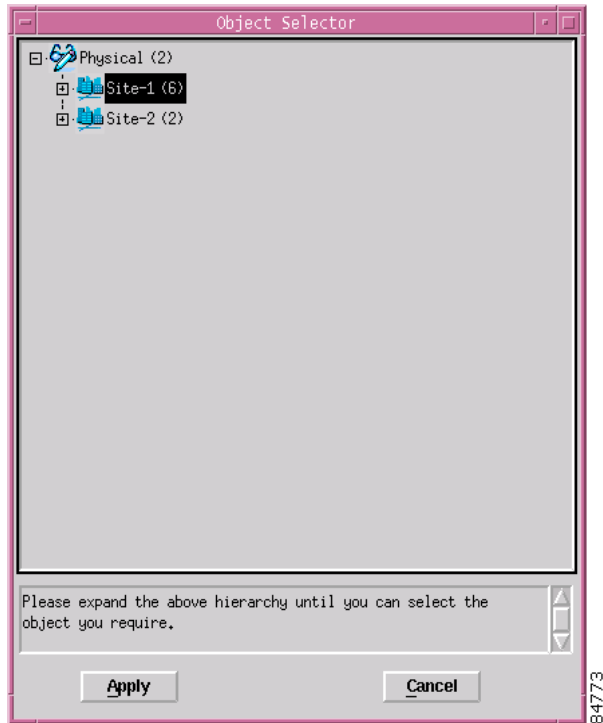 Object Selector
Physical (2)
Site-1 (6)
Site-2 (2)
Please expand the above hierarchy until you can select the
object you require.
Apply
Cancel
84773